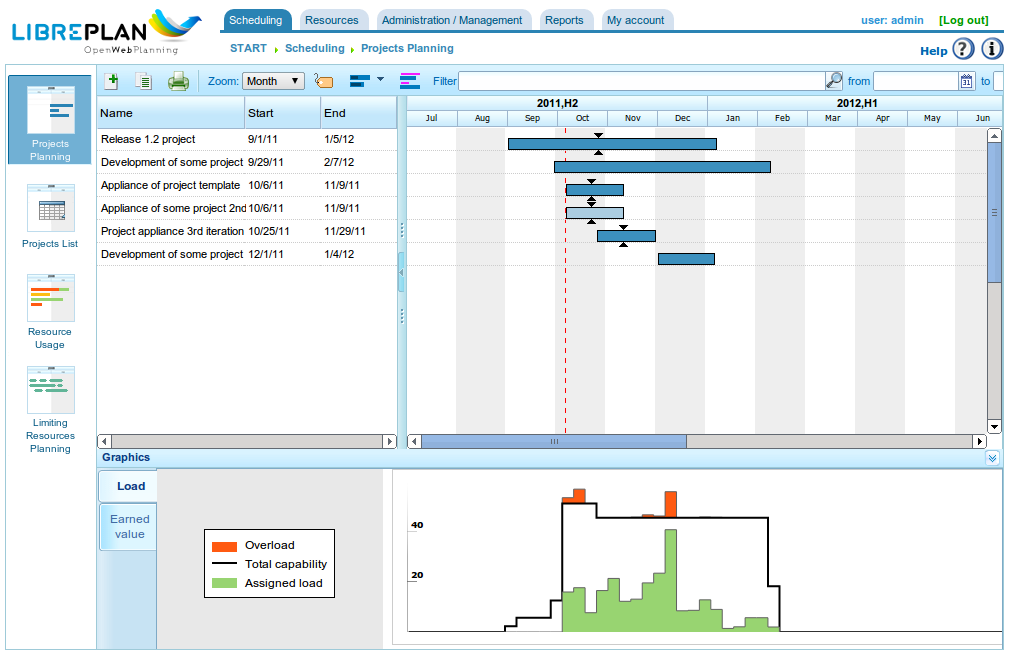 LIBREPLAN
OpenWebPlanning
Scheduling Resources Administration / Management Reports My account
user: admin [Log out]
START Scheduling Projects Planning
Help ? i
Projects
Planning
Projects List
Resource
Usage
Limiting
Resources
Planning
Zoom: Month Filter from 31 to
Name Start End
Release 1.2 project 9/1/11 1/5/12
Development of some project 9/29/11 2/7/12
Appliance of project template 10/6/11 11/9/11
Appliance of some project 2nd 10/6/11 11/9/11
Project appliance 3rd iteration 10/25/11 11/29/11
Development of some project 12/1/11 1/4/12
2011,H2 2012,H1
Jul Aug Sep Oct Nov Dec Jan Feb Mar Apr May Jun
Graphics
Load
Earned
value
Overload
Total capability
Assigned load
40
20